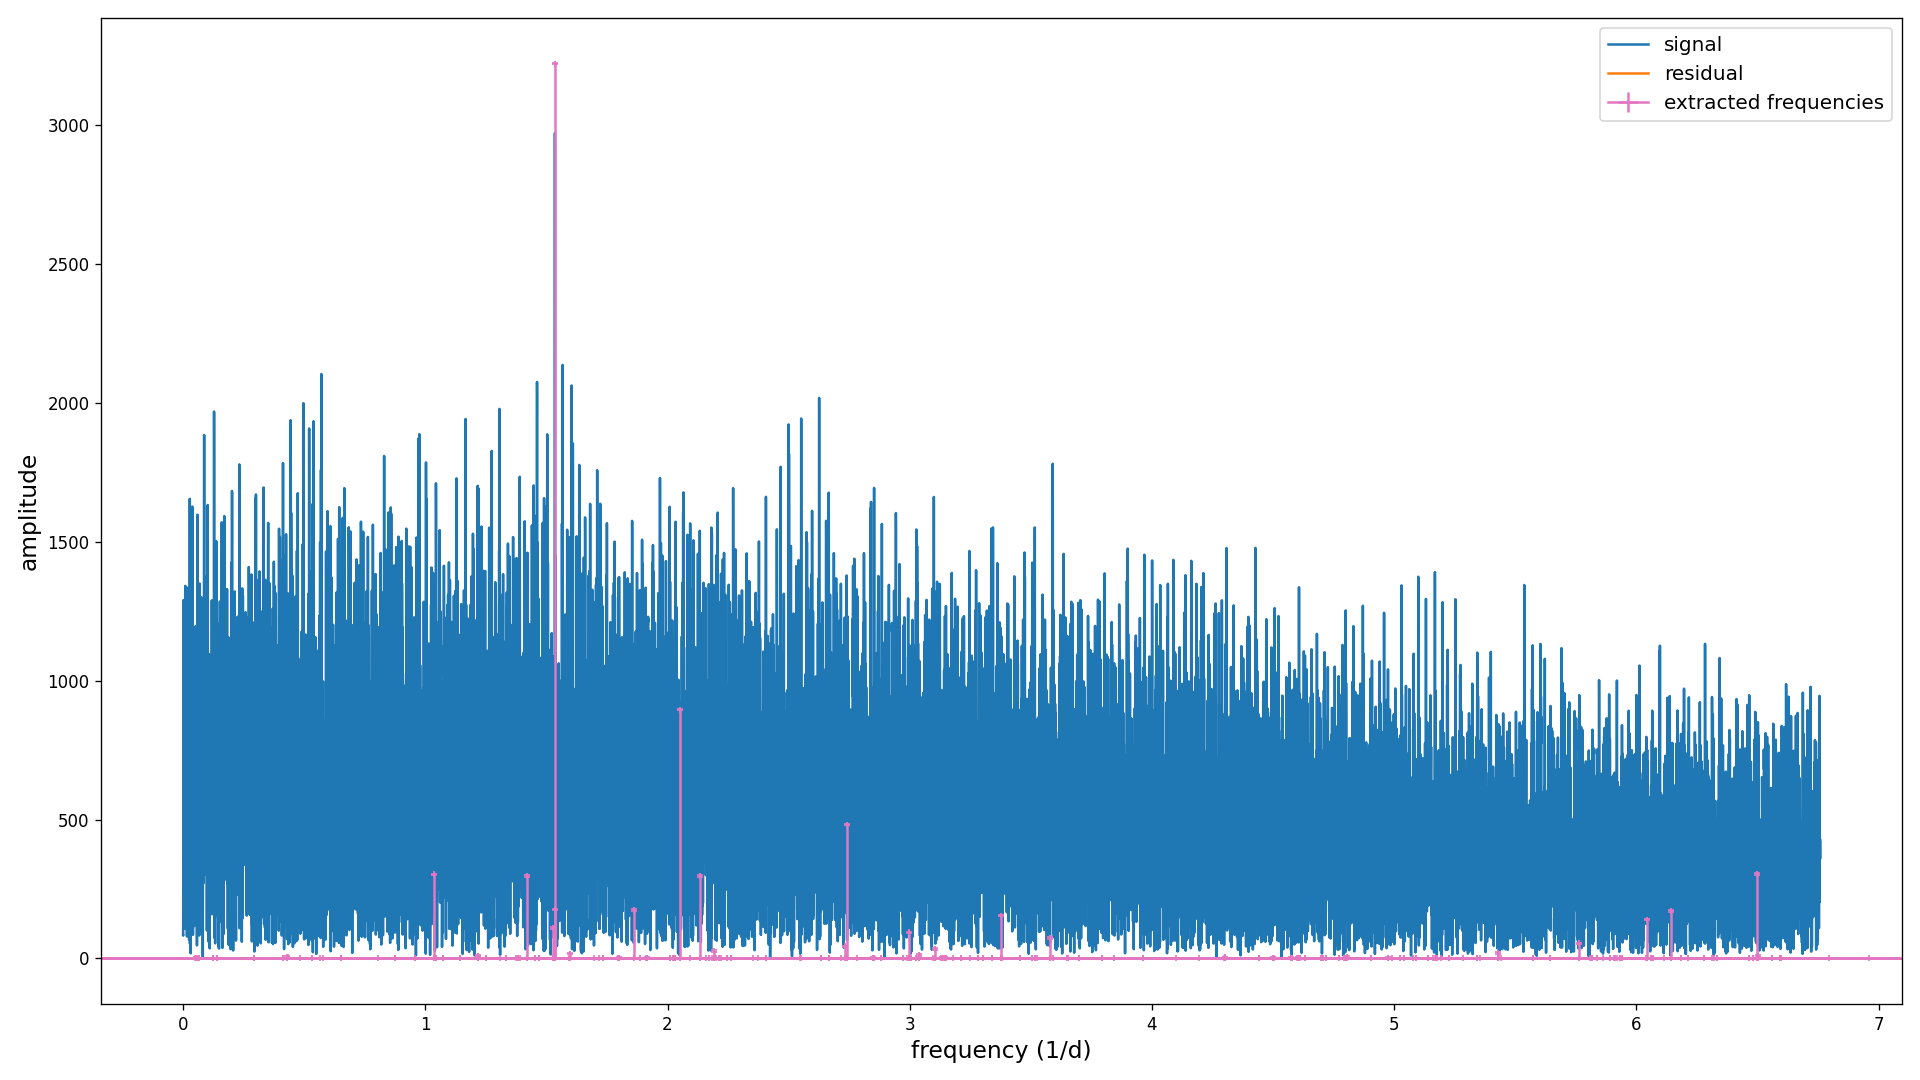 signal
residual
extracted frequencies
3000
2500
2000
1500
1000
500
0
amplitude
0 1 2 3 4 5 6 7
frequency (1/d)